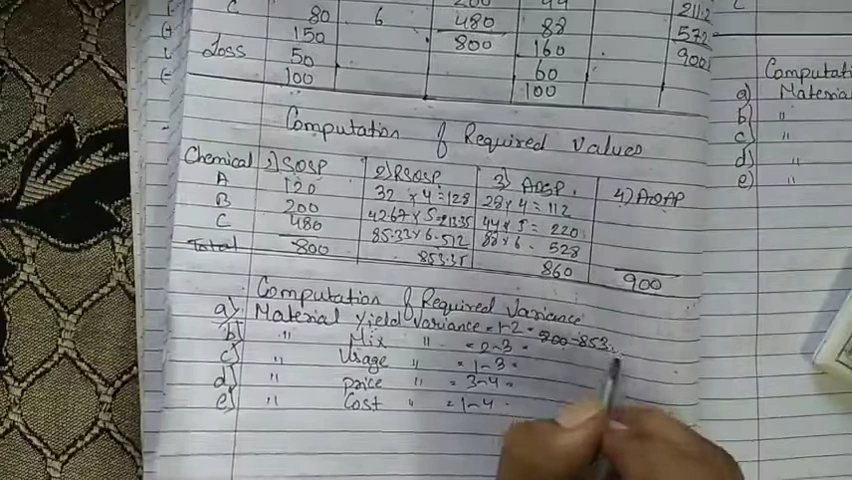 C 80 6 480 88 211.2
150 800 160 572
Loss 50 60 900
100 100
Computation of Required Values
Chemical 1) SQSP 2) RSQSP 3) AQSP 4) AQAP
A 120 32 × 4 = 128 28 × 4 = 112
B 200 42.67 × 5 = 213.35 44 × 5 = 220
C 480 85.33 × 6 = 512 88 × 6 = 528
Total 800 853.35 860 900
Computation of Required Variance
a) Material Yield Variance = 1-2 = 800-853.
b) " Mix " = 2-3 =
c) " Usage " = 1-3 =
d) " price " = 3-4 =
e) " Cost " = 1-4 =
a) Material
b) "
c) "
d) "
e) "